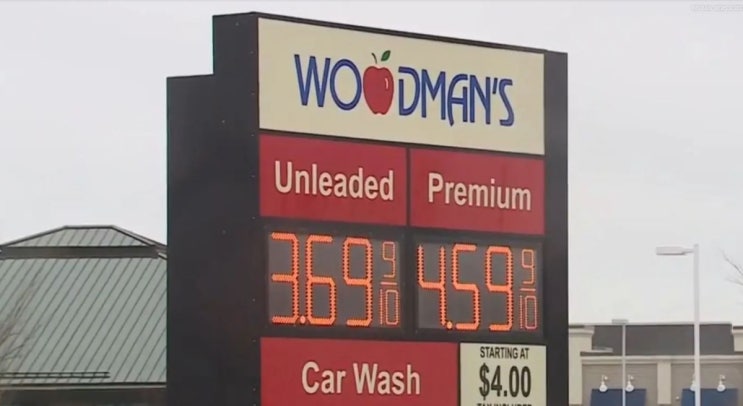 WOODMAN'S
Unleaded Premium
3.69 9/10 4.59 9/10
Car Wash
STARTING AT
$4.00